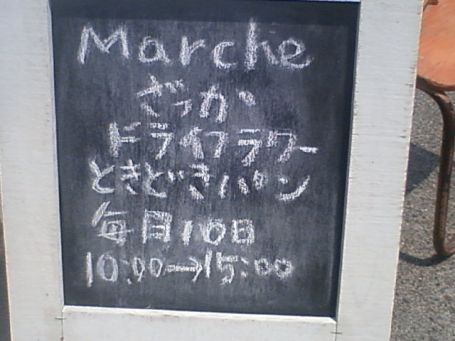 Marche
ざっか
ドライフラワー
ときどきパン
毎月10日
10:00→15:00